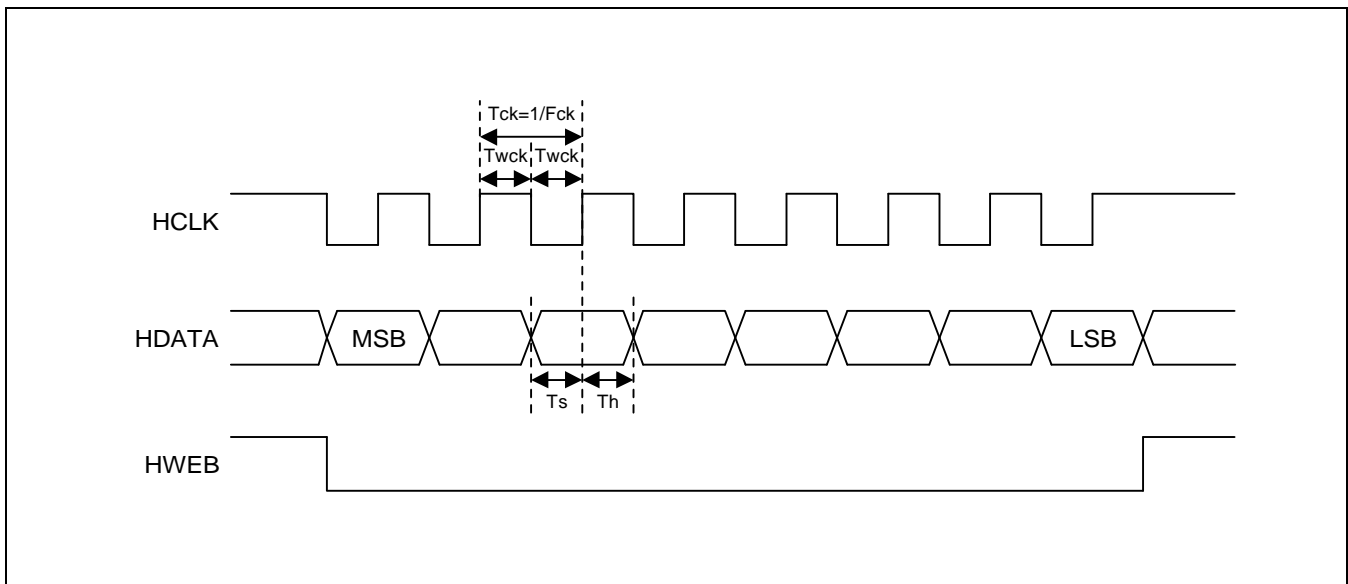 Tck=1/Fck
Twck Twck
HCLK
HDATA MSB LSB
Ts Th
HWEB